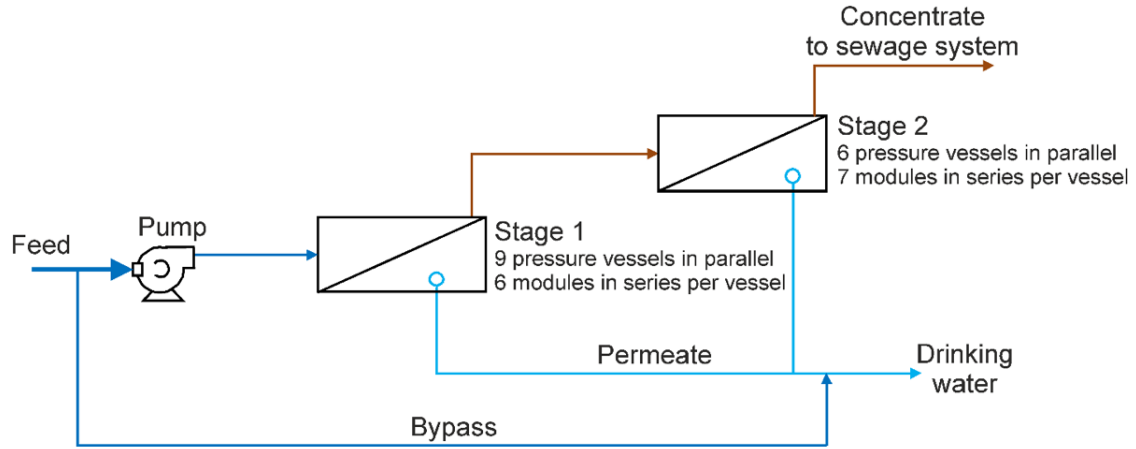 Concentrate
to sewage system
Stage 2
6 pressure vessels in parallel
7 modules in series per vessel
Pump
Feed
Stage 1
9 pressure vessels in parallel
6 modules in series per vessel
Permeate
Drinking
water
Bypass